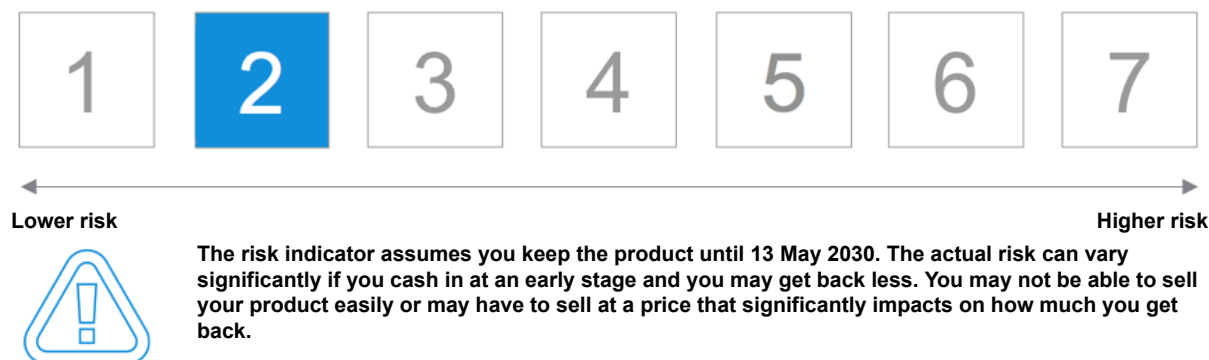 1 2 3 4 5 6 7
Lower risk Higher risk
The risk indicator assumes you keep the product until 13 May 2030. The actual risk can vary
significantly if you cash in at an early stage and you may get back less. You may not be able to sell
your product easily or may have to sell at a price that significantly impacts on how much you get
back.